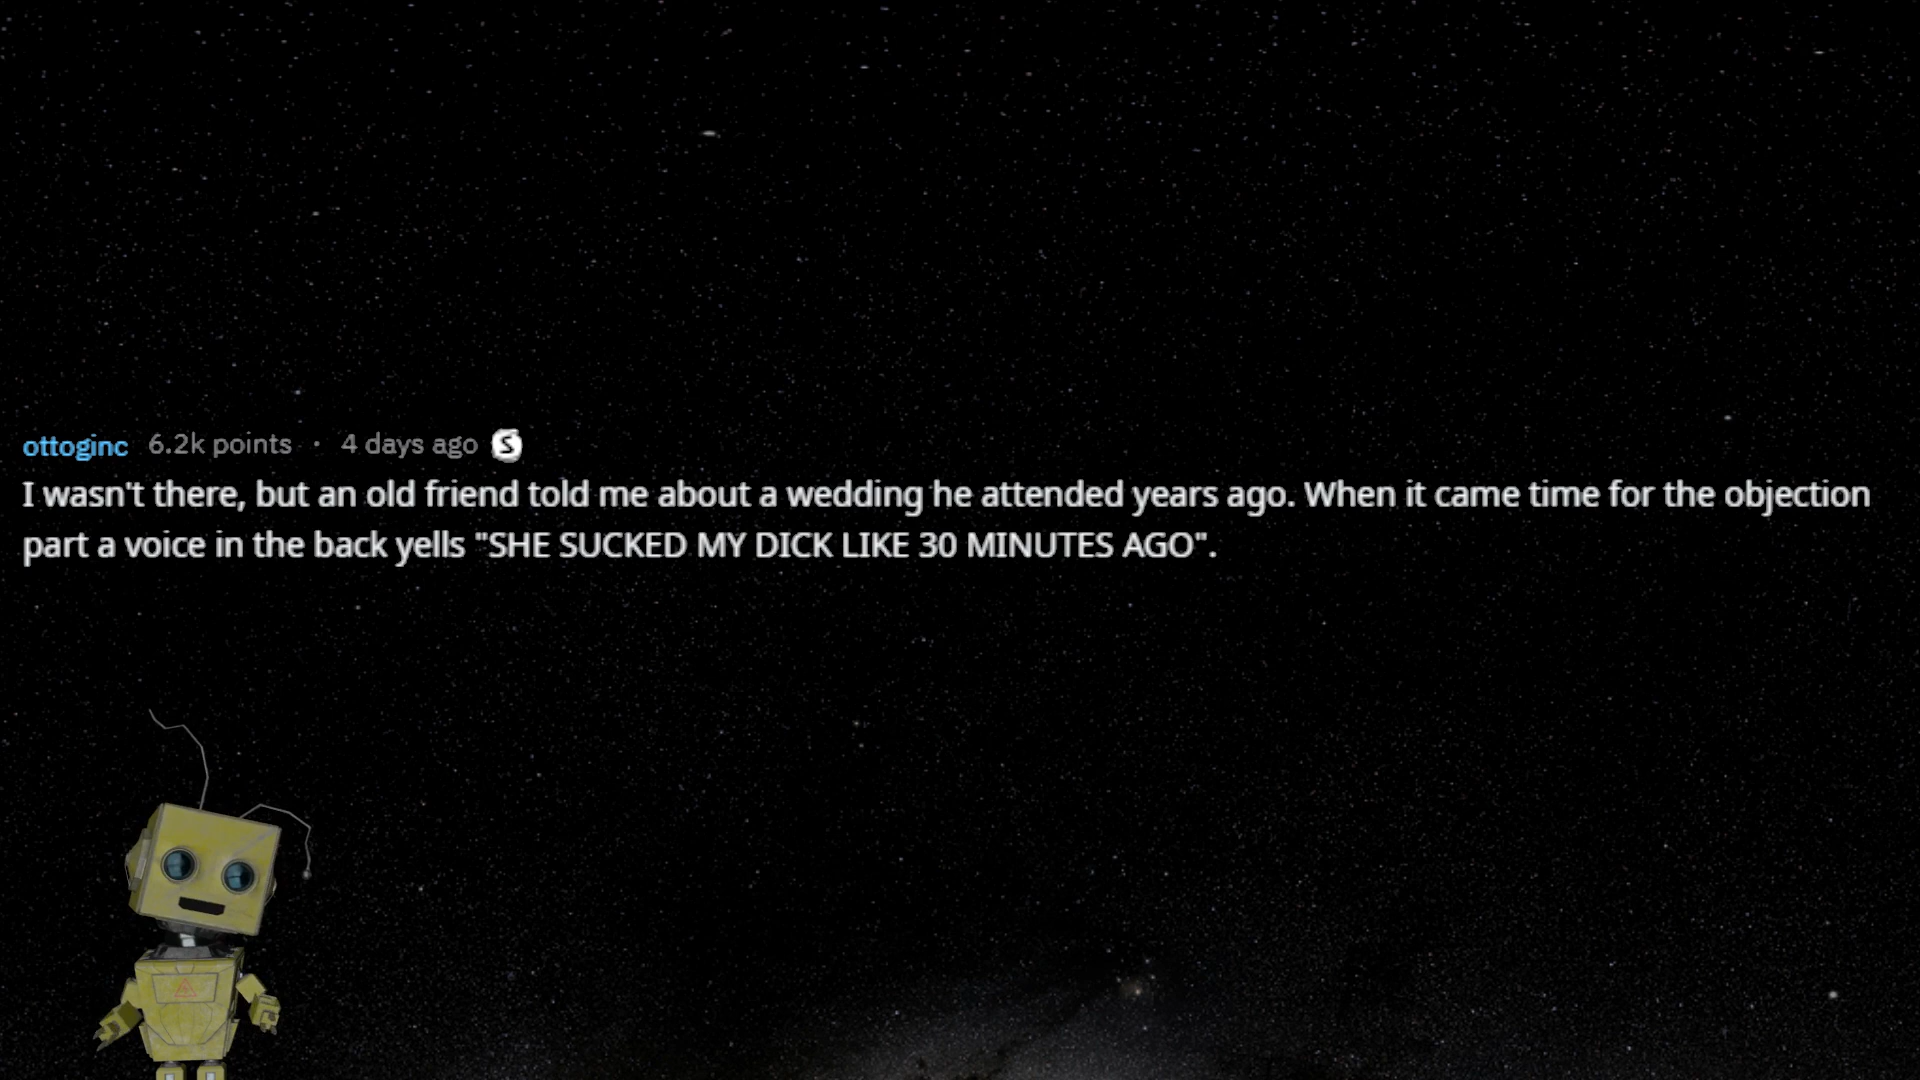 ottoginc 6.2k points · 4 days ago S
I wasn't there, but an old friend told me about a wedding he attended years ago. When it came time for the objection
part a voice in the back yells "SHE SUCKED MY DICK LIKE 30 MINUTES AGO".